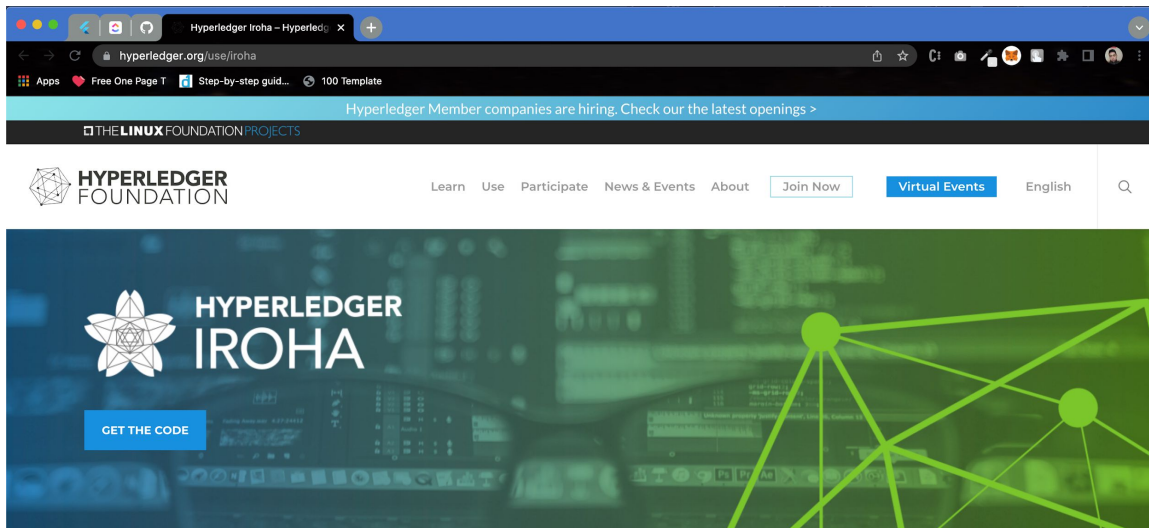 Hyperledger Iroha – Hyperledg
hyperledger.org/use/iroha
Apps Free One Page T Step-by-step guid... 100 Template
Hyperledger Member companies are hiring. Check our the latest openings >
THE LINUX FOUNDATION PROJECTS
HYPERLEDGER
FOUNDATION
Learn Use Participate News & Events About Join Now Virtual Events English
HYPERLEDGER
IROHA
GET THE CODE